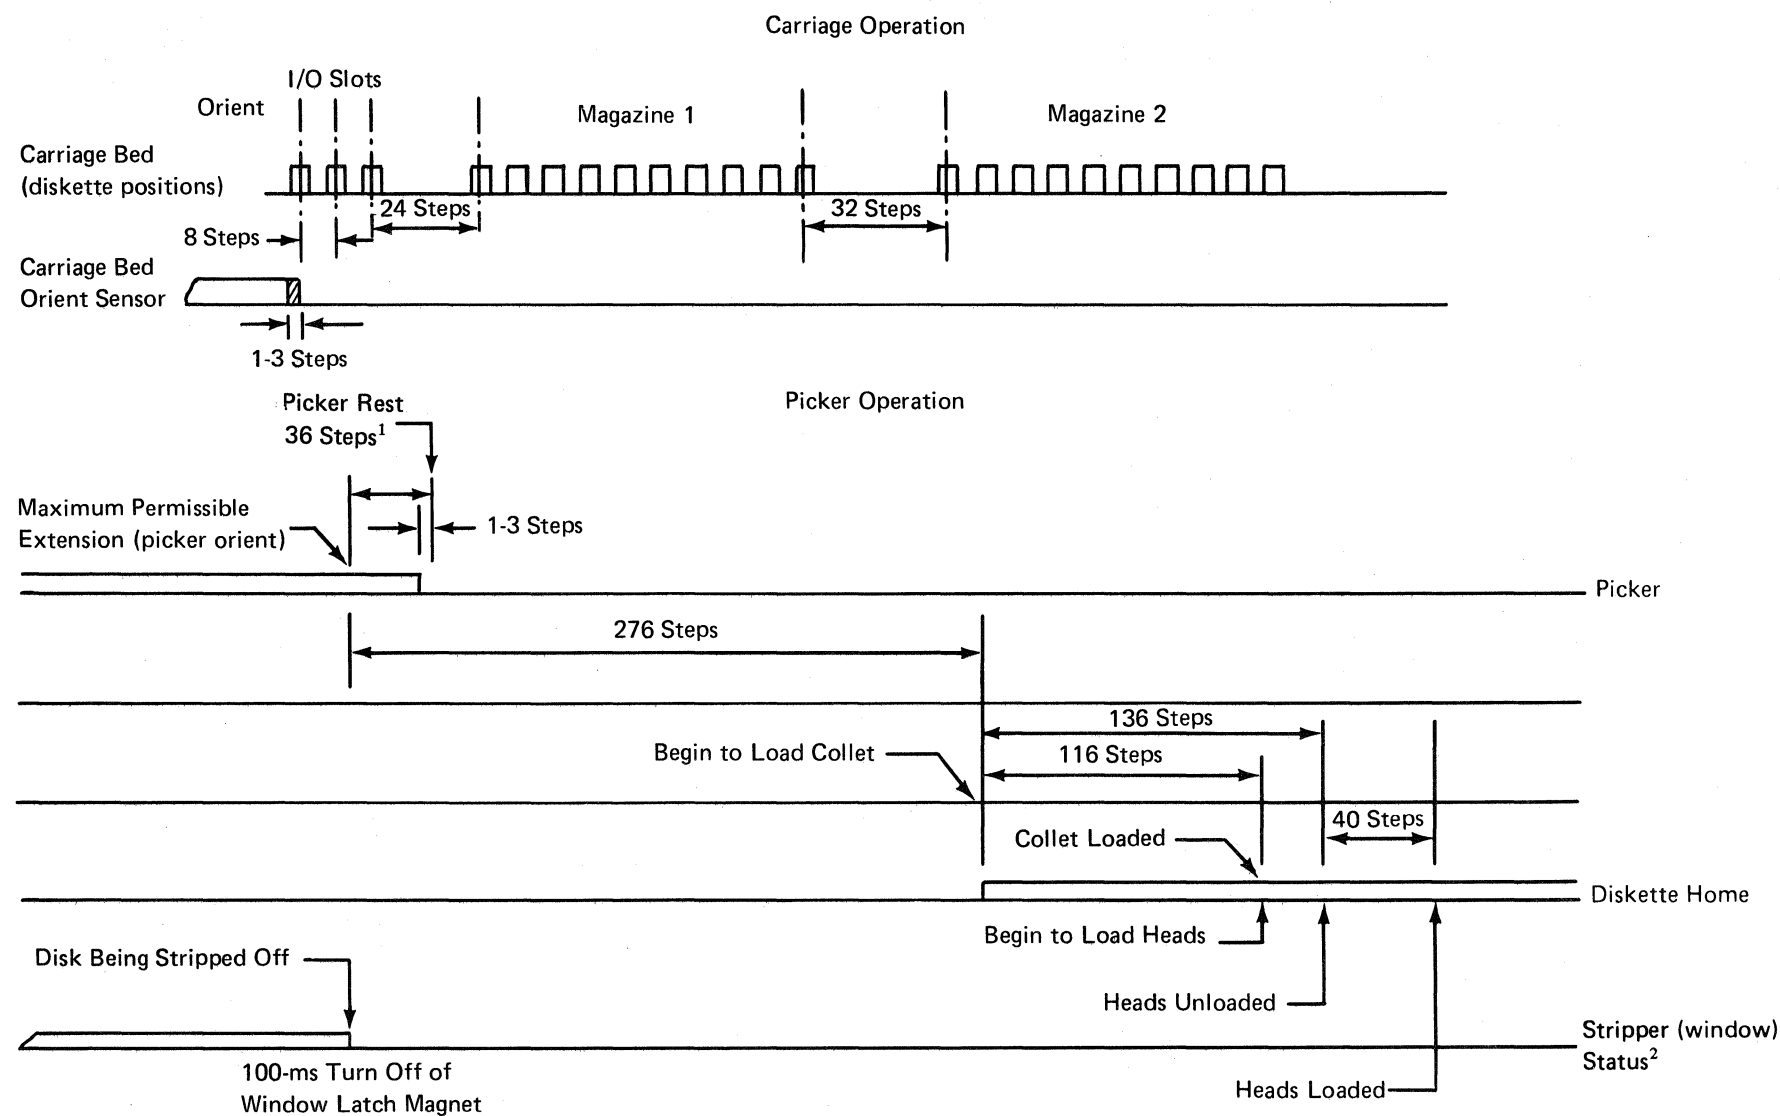 Carriage Operation
I/O Slots
Orient
Magazine 1
Magazine 2
Carriage Bed
(diskette positions)
24 Steps
32 Steps
8 Steps
Carriage Bed
Orient Sensor
1-3 Steps
Picker Rest
36 Steps¹
Picker Operation
Maximum Permissible
Extension (picker orient)
1-3 Steps
Picker
276 Steps
136 Steps
Begin to Load Collet
116 Steps
40 Steps
Collet Loaded
Diskette Home
Begin to Load Heads
Disk Being Stripped Off
Heads Unloaded
Stripper (window)
Status²
100-ms Turn Off of
Window Latch Magnet
Heads Loaded